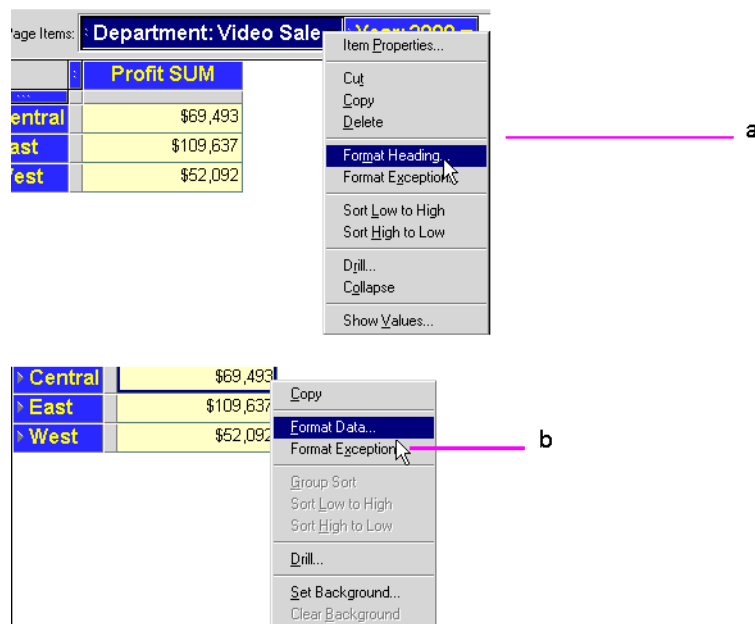 Page Items: Department: Video Sale Year: 2000
Item Properties...
Profit SUM
Cut
Copy
entral $69,493
Delete
ast $109,637
a
Format Heading...
est $52,092
Format Exception
Sort Low to High
Sort High to Low
Drill...
Collapse
Show Values...
Central $69,493
Copy
East $109,637
Format Data...
West $52,092
Format Exception
b
Group Sort
Sort Low to High
Sort High to Low
Drill...
Set Background...
Clear Background